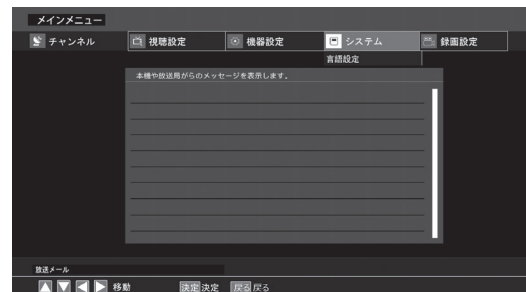 メインメニュー
チャンネル 視聴設定 機器設定 システム 録画設定
言語設定
本機や放送局がらのメッセージを表示します。
放送メール
移動 決定 決定 戻る 戻る